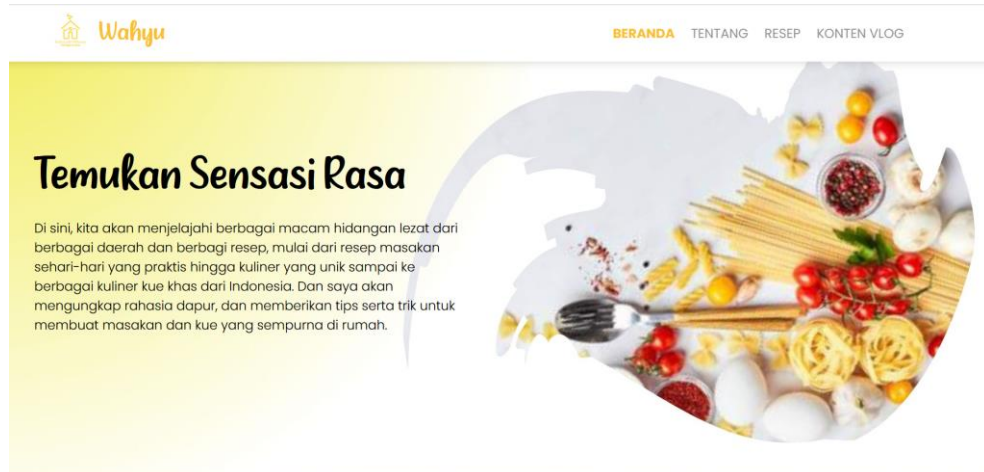 Wahyu
BERANDA TENTANG RESEP KONTEN VLOG
Temukan Sensasi Rasa
Di sini, kita akan menjelajahi berbagai macam hidangan lezat dari
berbagai daerah dan berbagi resep, mulai dari resep masakan
sehari-hari yang praktis hingga kuliner yang unik sampai ke
berbagai kuliner kue khas dari Indonesia. Dan saya akan
mengungkap rahasia dapur, dan memberikan tips serta trik untuk
membuat masakan dan kue yang sempurna di rumah.